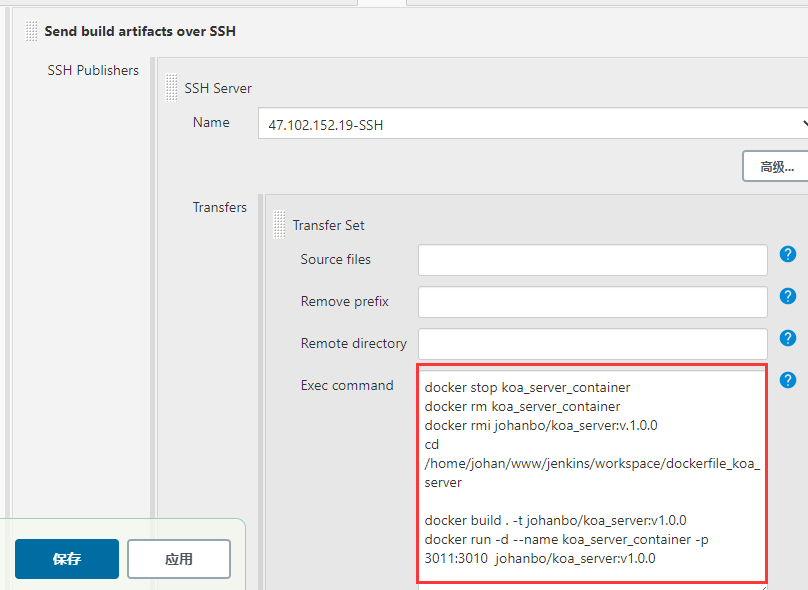 Send build artifacts over SSH
SSH Publishers
SSH Server
Name
47.102.152.19-SSH
高级...
Transfers
Transfer Set
Source files
?
Remove prefix
?
Remote directory
?
Exec command
?
docker stop koa_server_container
docker rm koa_server_container
docker rmi johanbo/koa_server:v.1.0.0
cd
/home/johan/www/jenkins/workspace/dockerfile_koa_
server
docker build . -t johanbo/koa_server:v1.0.0
docker run -d --name koa_server_container -p
3011:3010  johanbo/koa_server:v1.0.0
保存
应用